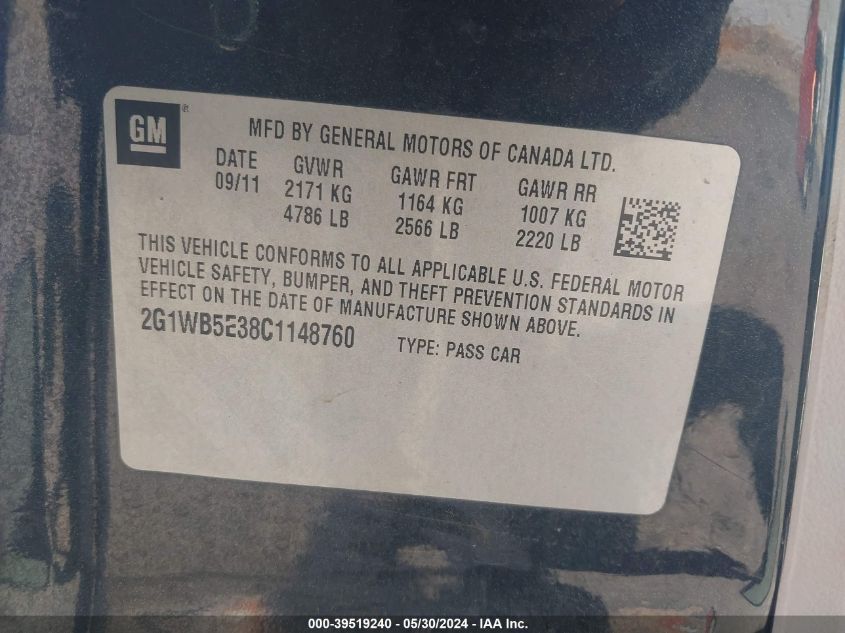 GM®
MFD BY GENERAL MOTORS OF CANADA LTD.
DATE GVWR GAWR FRT GAWR RR
09/11 2171 KG 1164 KG 1007 KG
4786 LB 2566 LB 2220 LB
THIS VEHICLE CONFORMS TO ALL APPLICABLE U.S. FEDERAL MOTOR
VEHICLE SAFETY, BUMPER, AND THEFT PREVENTION STANDARDS IN
EFFECT ON THE DATE OF MANUFACTURE SHOWN ABOVE.
2G1WB5E38C1148760 TYPE: PASS CAR
000-39519240 - 05/30/2024 - IAA Inc.